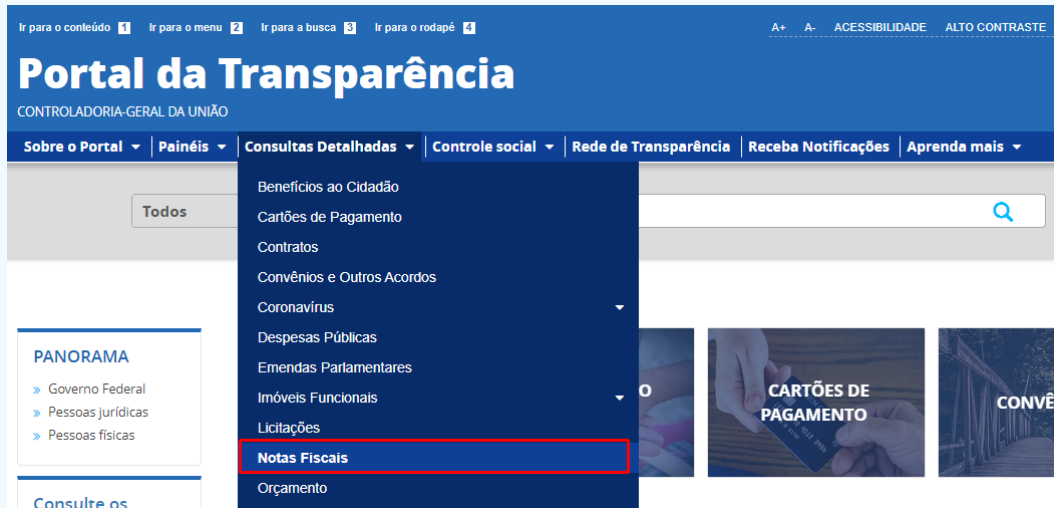 Ir para o conteúdo 1 Ir para o menu 2 Ir para a busca 3 Ir para o rodapé 4 A+ A- ACESSIBILIDADE ALTO CONTRASTE
Portal da Transparência
CONTROLADORIA-GERAL DA UNIÃO
Sobre o Portal Painéis Consultas Detalhadas Controle social Rede de Transparência Receba Notificações Aprenda mais
Todos
Benefícios ao Cidadão
Cartões de Pagamento
Contratos
Convênios e Outros Acordos
Coronavírus
Despesas Públicas
Emendas Parlamentares
Imóveis Funcionais
Licitações
Notas Fiscais
Orçamento
PANORAMA
» Governo Federal
» Pessoas jurídicas
» Pessoas físicas
Consulte os
O
CARTÕES DE
PAGAMENTO
CONVÊ